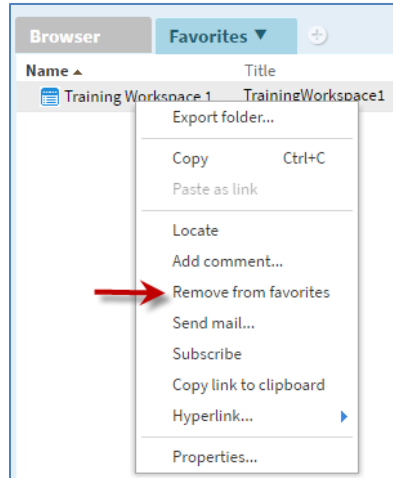 Browser Favorites ▼
Name ▲ Title
Training Workspace 1 TrainingWorkspace1
Export folder...
Copy Ctrl+C
Paste as link
Locate
Add comment...
Remove from favorites
Send mail...
Subscribe
Copy link to clipboard
Hyperlink...
Properties...